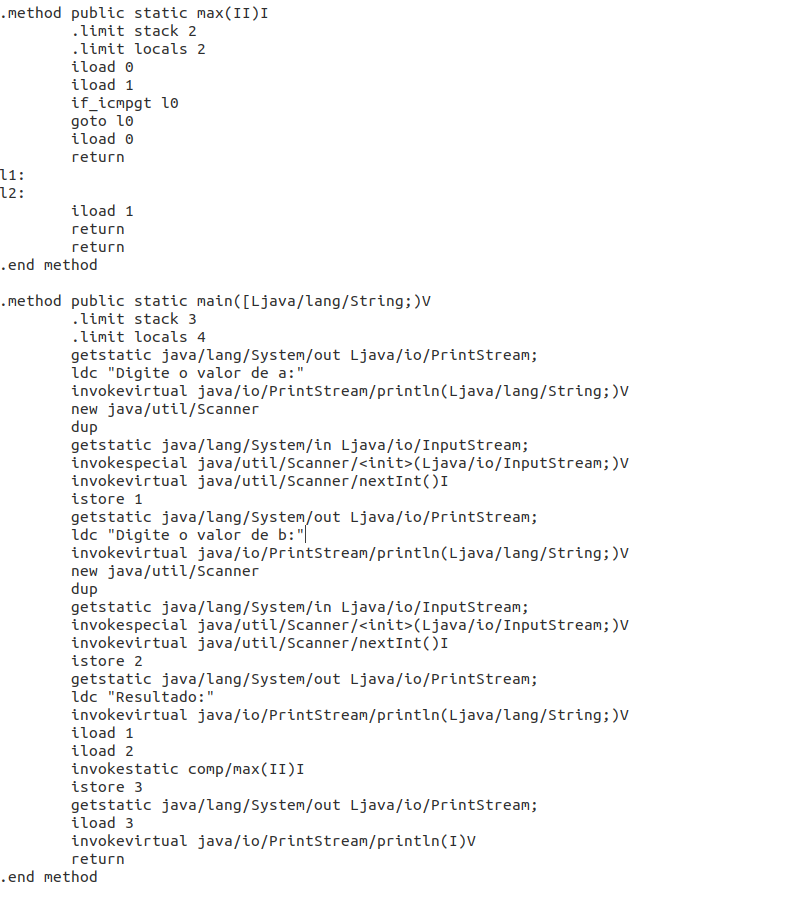 .method public static max(II)I
.limit stack 2
.limit locals 2
iload 0
iload 1
if_icmpgt l0
goto l0
iload 0
return
l1:
l2:
iload 1
return
return
.end method
.method public static main([Ljava/lang/String;)V
.limit stack 3
.limit locals 4
getstatic java/lang/System/out Ljava/io/PrintStream;
ldc "Digite o valor de a:"
invokevirtual java/io/PrintStream/println(Ljava/lang/String;)V
new java/util/Scanner
dup
getstatic java/lang/System/in Ljava/io/InputStream;
invokespecial java/util/Scanner/<init>(Ljava/io/InputStream;)V
invokevirtual java/util/Scanner/nextInt()I
istore 1
getstatic java/lang/System/out Ljava/io/PrintStream;
ldc "Digite o valor de b:"
invokevirtual java/io/PrintStream/println(Ljava/lang/String;)V
new java/util/Scanner
dup
getstatic java/lang/System/in Ljava/io/InputStream;
invokespecial java/util/Scanner/<init>(Ljava/io/InputStream;)V
invokevirtual java/util/Scanner/nextInt()I
istore 2
getstatic java/lang/System/out Ljava/io/PrintStream;
ldc "Resultado:"
invokevirtual java/io/PrintStream/println(Ljava/lang/String;)V
iload 1
iload 2
invokestatic comp/max(II)I
istore 3
getstatic java/lang/System/out Ljava/io/PrintStream;
iload 3
invokevirtual java/io/PrintStream/println(I)V
return
.end method